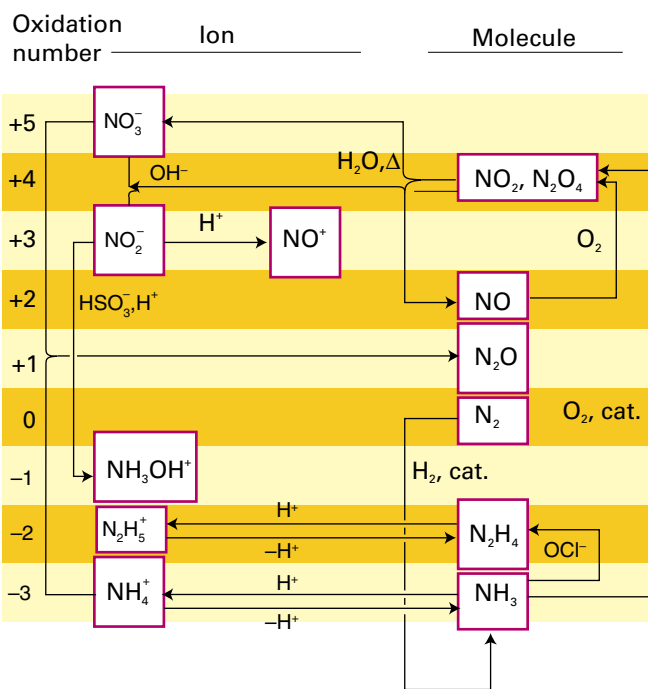 Oxidation number
Ion
Molecule
+5
NO₃⁻
H₂O,Δ
+4
OH⁻
NO₂, N₂O₄
+3
NO₂⁻
H⁺
NO⁺
O₂
+2
HSO₃⁻,H⁺
NO
+1
N₂O
0
N₂
O₂, cat.
–1
NH₃OH⁺
H₂, cat.
–2
N₂H₅⁺
H⁺
–H⁺
N₂H₄
OCl⁻
–3
NH₄⁺
H⁺
–H⁺
NH₃